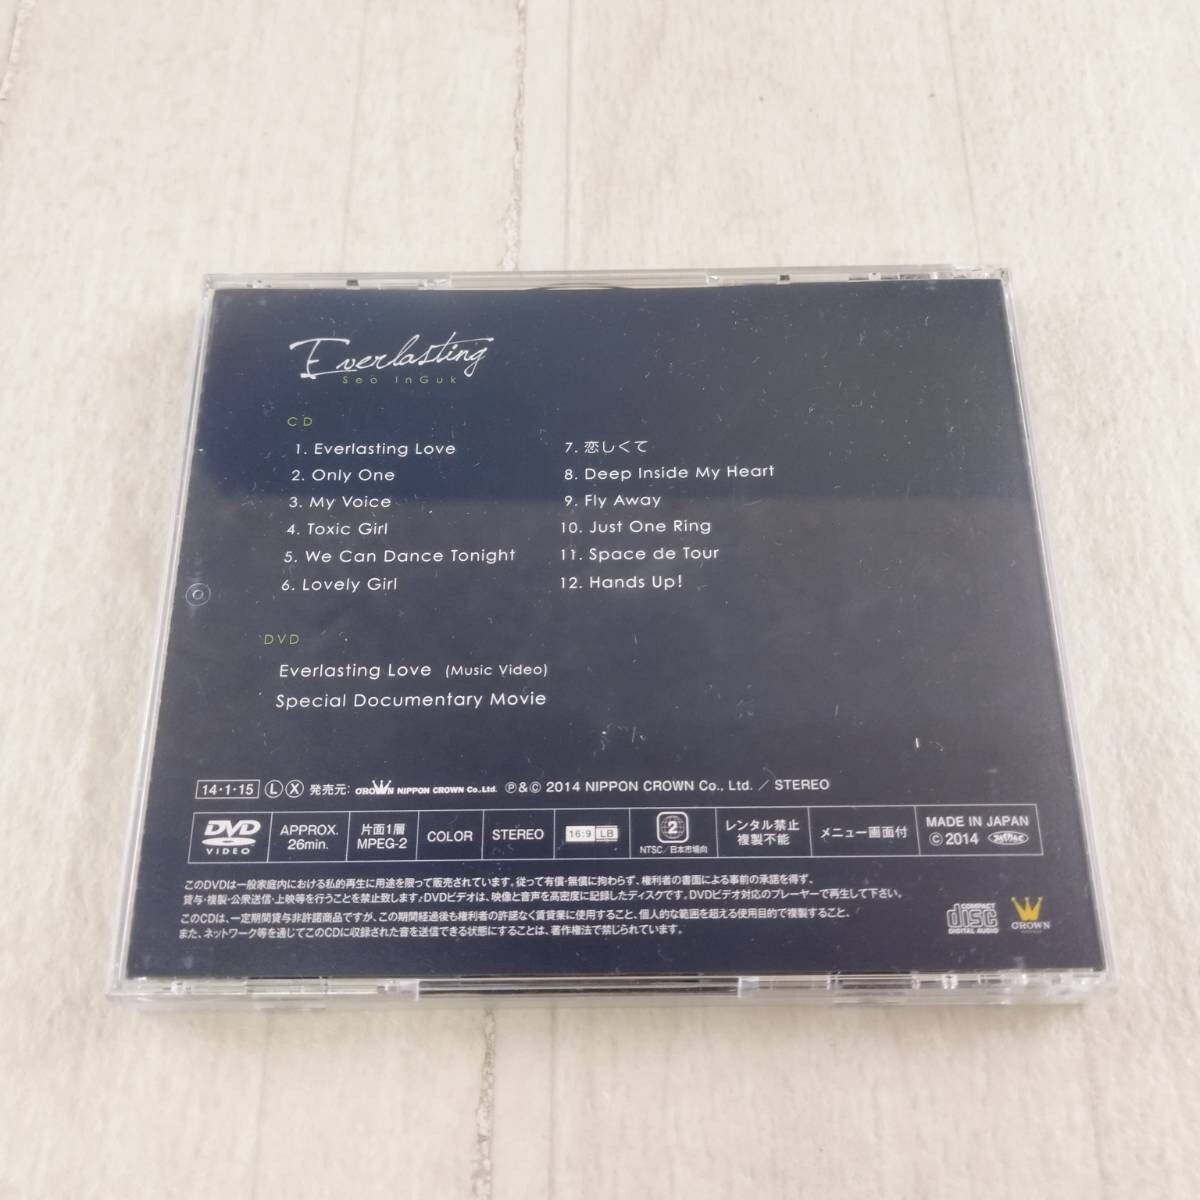 Everlasting
Seo InGuk
CD
1. Everlasting Love
2. Only One
3. My Voice
4. Toxic Girl
5. We Can Dance Tonight
6. Lovely Girl
7. 恋しくて
8. Deep Inside My Heart
9. Fly Away
10. Just One Ring
11. Space de Tour
12. Hands Up!
DVD
Everlasting Love (Music Video)
Special Documentary Movie
14・1・15 Ⓛ Ⓧ 発売元: CROWN NIPPON CROWN Co.,Ltd. ℗&© 2014 NIPPON CROWN Co., Ltd. / STEREO
DVD VIDEO
APPROX. 26min.
片面1層 MPEG-2
COLOR
STEREO
16:9 LB
2 NTSC/日本市場向
レンタル禁止 複製不能
メニュー画面付
MADE IN JAPAN ©2014
このDVDは一般家庭内における私的再生に用途を限って販売されています。従って有償・無償に拘わらず、権利者の書面による事前の承諾を得ず、
貸与・複製・公衆送信・上映等を行うことを禁止致します/DVDビデオは、映像と音声を高密度に記録したディスクです。DVDビデオ対応のプレーヤーで再生して下さい。
このCDは、一定期間貸与非許諾商品ですが、この期間経過後も権利者の許諾なく賃貸業に使用すること、個人的な範囲を超える使用目的で複製すること、
また、ネットワーク等を通じてこのCDに収録された音を送信できる状態にすることは、著作権法で禁じられています。
COMPACT disc DIGITAL AUDIO
CROWN